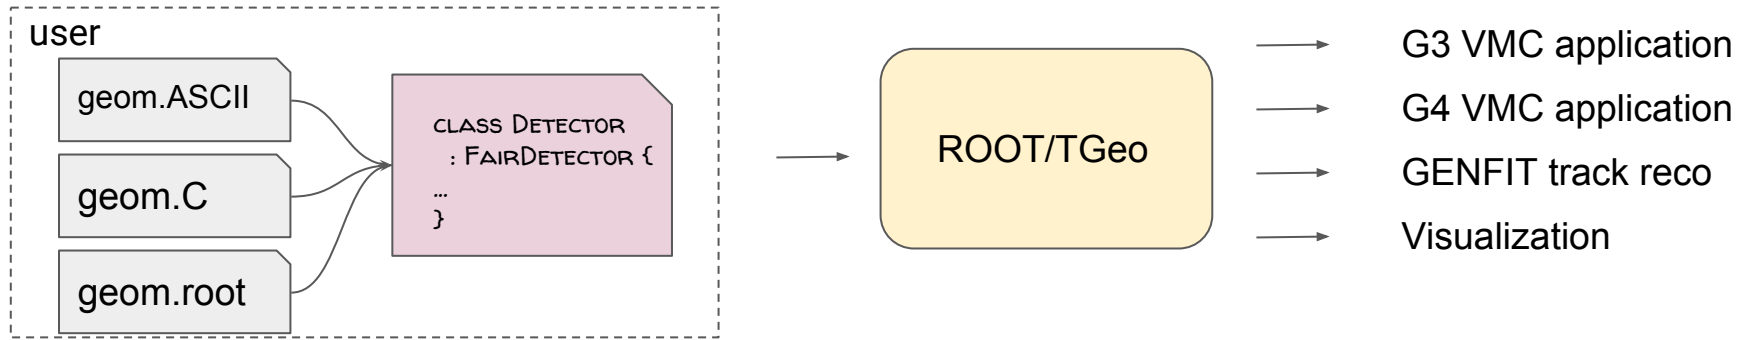 user
geom.ASCII
geom.C
geom.root
class Detector
: FairDetector {
...
}
ROOT/TGeo
G3 VMC application
G4 VMC application
GENFIT track reco
Visualization